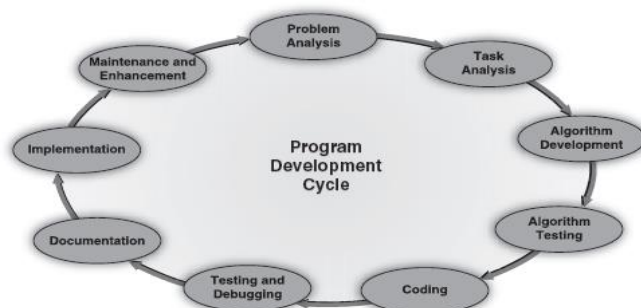 Problem
Analysis
Task
Analysis
Algorithm
Development
Algorithm
Testing
Coding
Testing and
Debugging
Documentation
Implementation
Maintenance and
Enhancement
Program
Development
Cycle